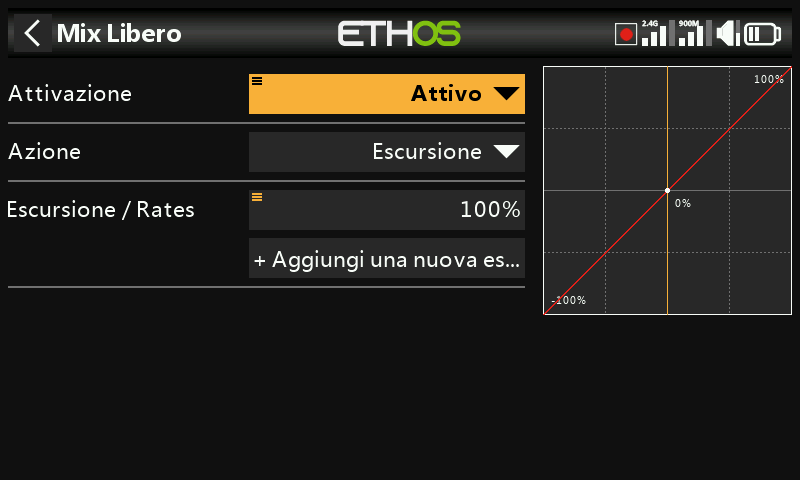 Mix Libero
ETHOS
2.4G
900M
Attivazione
Attivo
Azione
Escursione
Escursione / Rates
100%
+ Aggiungi una nuova es...
100%
0%
-100%